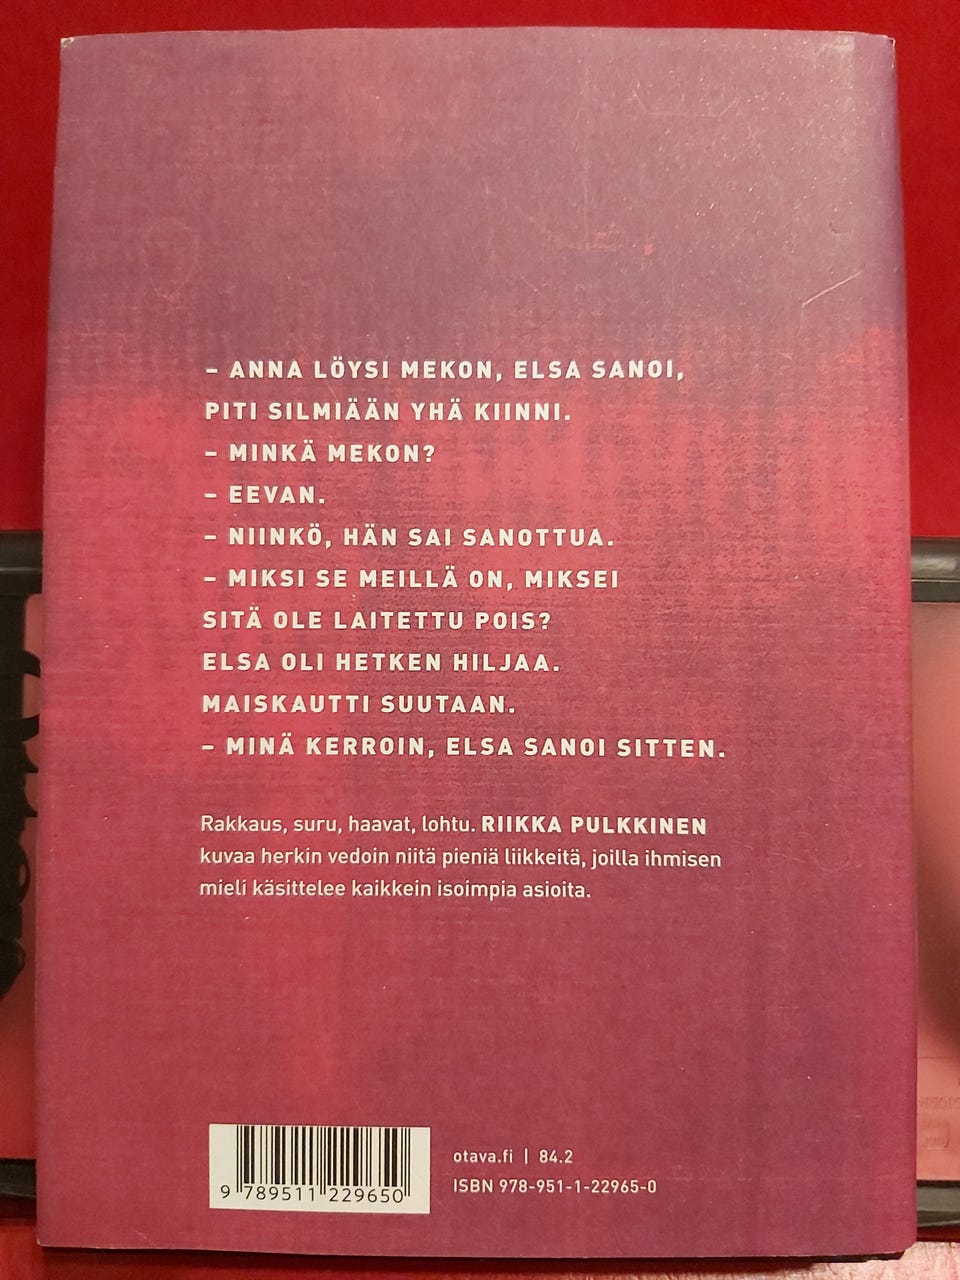 – ANNA LÖYSI MEKON, ELSA SANOI,
PITI SILMIÄÄN YHÄ KIINNI.
– MINKÄ MEKON?
– EEVAN.
– NIINKÖ, HÄN SAI SANOTTUA.
– MIKSI SE MEILLÄ ON, MIKSEI
SITÄ OLE LAITETTU POIS?
ELSA OLI HETKEN HILJAA.
MAISKAUTTI SUUTAAN.
– MINÄ KERROIN, ELSA SANOI SITTEN.
Rakkaus, suru, haavat, lohtu. RIIKKA PULKKINEN
kuvaa herkin vedoin niitä pieniä liikkeitä, joilla ihmisen
mieli käsittelee kaikkein isoimpia asioita.
9 789511 229650
otava.fi | 84.2
ISBN 978-951-1-22965-0